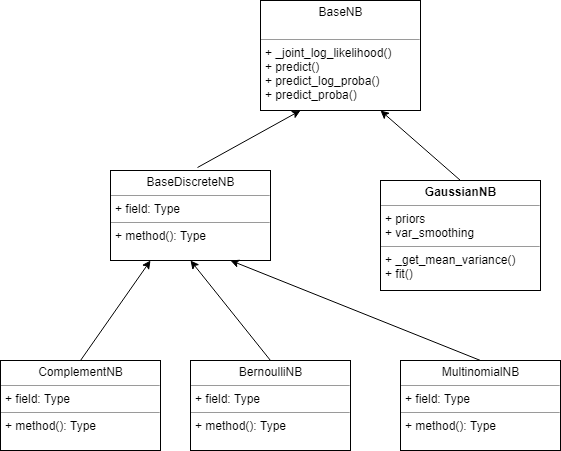 BaseNB
+ _joint_log_likelihood()
+ predict()
+ predict_log_proba()
+ predict_proba()
BaseDiscreteNB
+ field: Type
+ method(): Type
GaussianNB
+ priors
+ var_smoothing
+ _get_mean_variance()
+ fit()
ComplementNB
+ field: Type
+ method(): Type
BernoulliNB
+ field: Type
+ method(): Type
MultinomialNB
+ field: Type
+ method(): Type